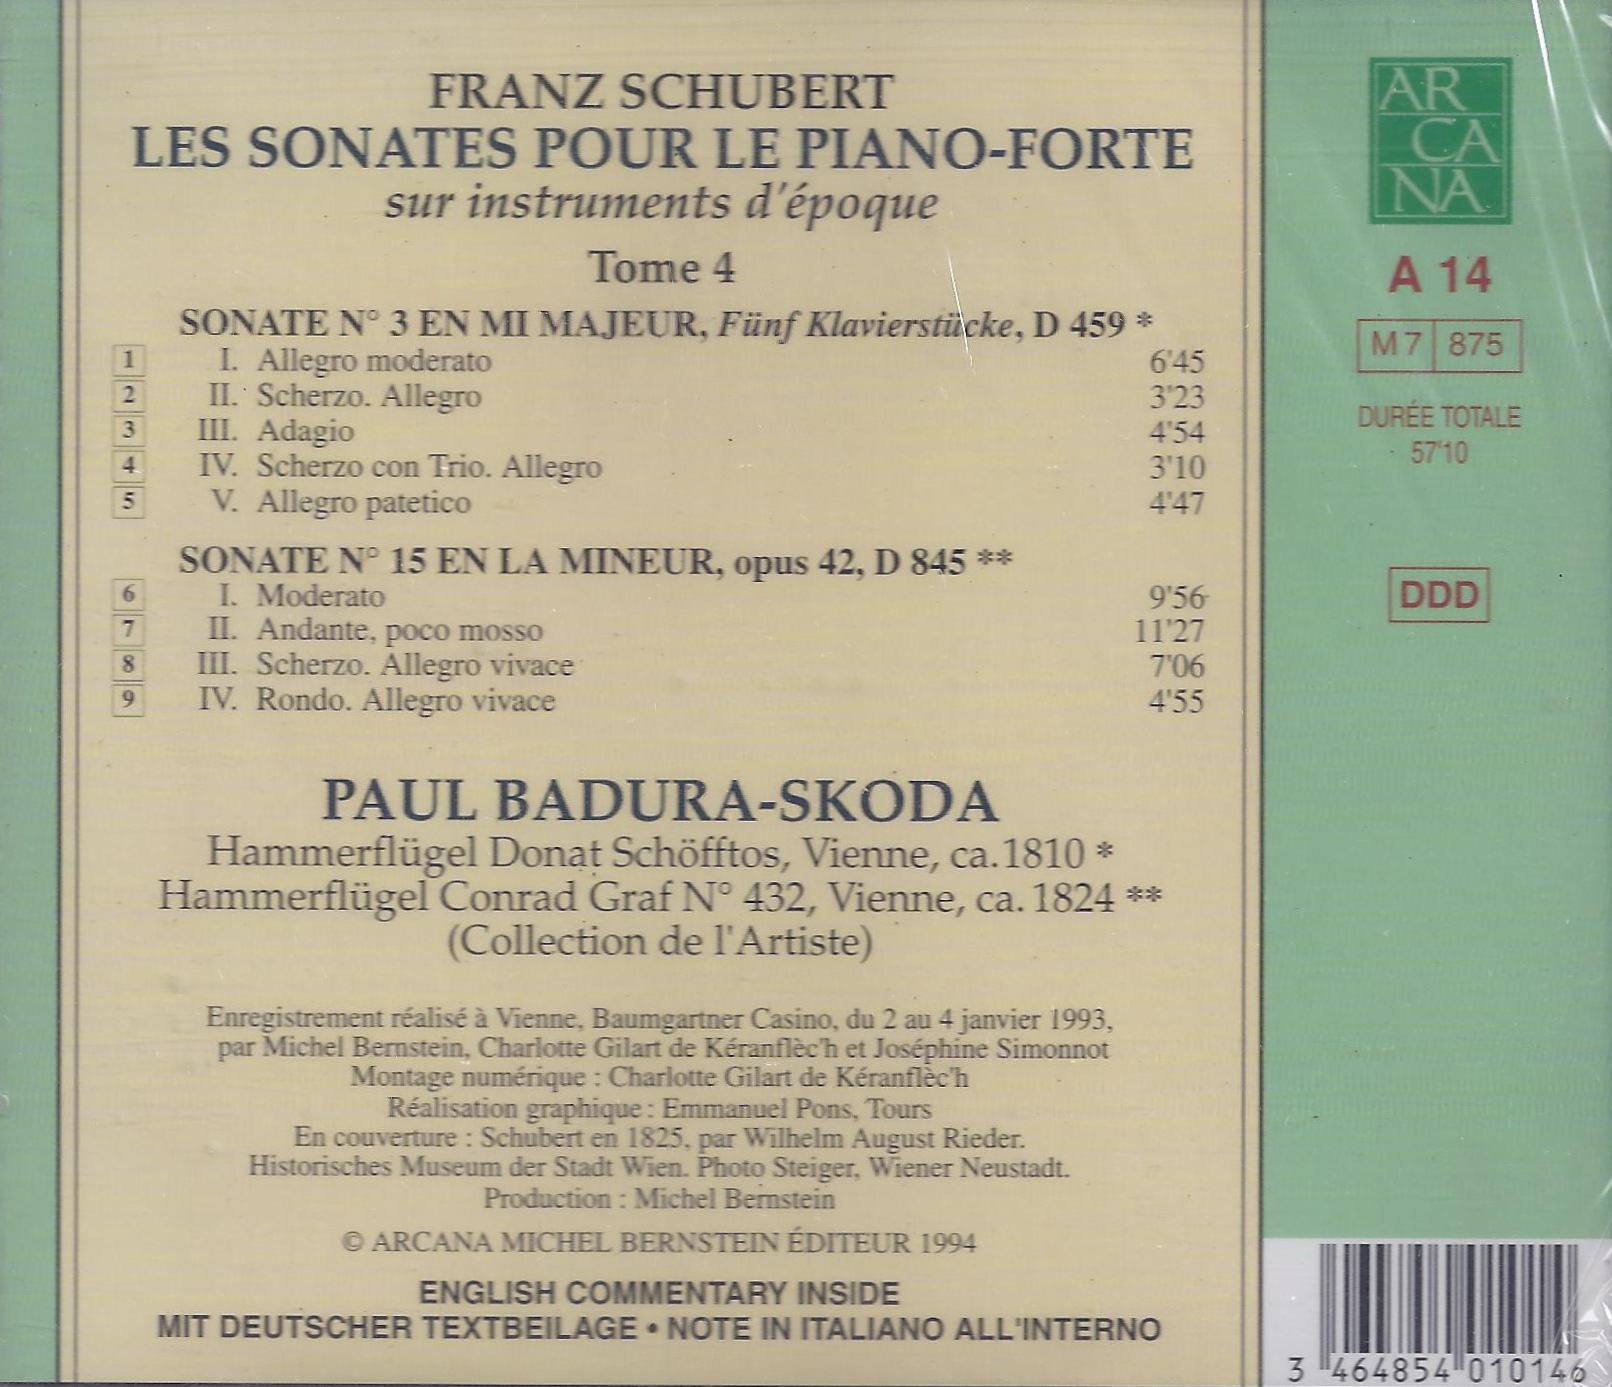 FRANZ SCHUBERT
LES SONATES POUR LE PIANO-FORTE
sur instruments d'époque
Tome 4
SONATE N° 3 EN MI MAJEUR, Fünf Klavierstücke, D 459 *
1 I. Allegro moderato 6'45
2 II. Scherzo. Allegro 3'23
3 III. Adagio 4'54
4 IV. Scherzo con Trio. Allegro 3'10
5 V. Allegro patetico 4'47
SONATE N° 15 EN LA MINEUR, opus 42, D 845 **
6 I. Moderato 9'56
7 II. Andante, poco mosso 11'27
8 III. Scherzo. Allegro vivace 7'06
9 IV. Rondo. Allegro vivace 4'55
PAUL BADURA-SKODA
Hammerflügel Donat Schöfftos, Vienne, ca. 1810 *
Hammerflügel Conrad Graf N° 432, Vienne, ca. 1824 **
(Collection de l'Artiste)
Enregistrement réalisé à Vienne, Baumgartner Casino, du 2 au 4 janvier 1993,
par Michel Bernstein, Charlotte Gilart de Kéranflèc'h et Joséphine Simonnot
Montage numérique : Charlotte Gilart de Kéranflèc'h
Réalisation graphique : Emmanuel Pons, Tours
En couverture : Schubert en 1825, par Wilhelm August Rieder.
Historisches Museum der Stadt Wien. Photo Steiger, Wiener Neustadt.
Production : Michel Bernstein
© ARCANA MICHEL BERNSTEIN ÉDITEUR 1994
ENGLISH COMMENTARY INSIDE
MIT DEUTSCHER TEXTBEILAGE • NOTE IN ITALIANO ALL'INTERNO
AR
CA
NA
A 14
M 7 875
DURÉE TOTALE
57'10
DDD
3 464854 010146